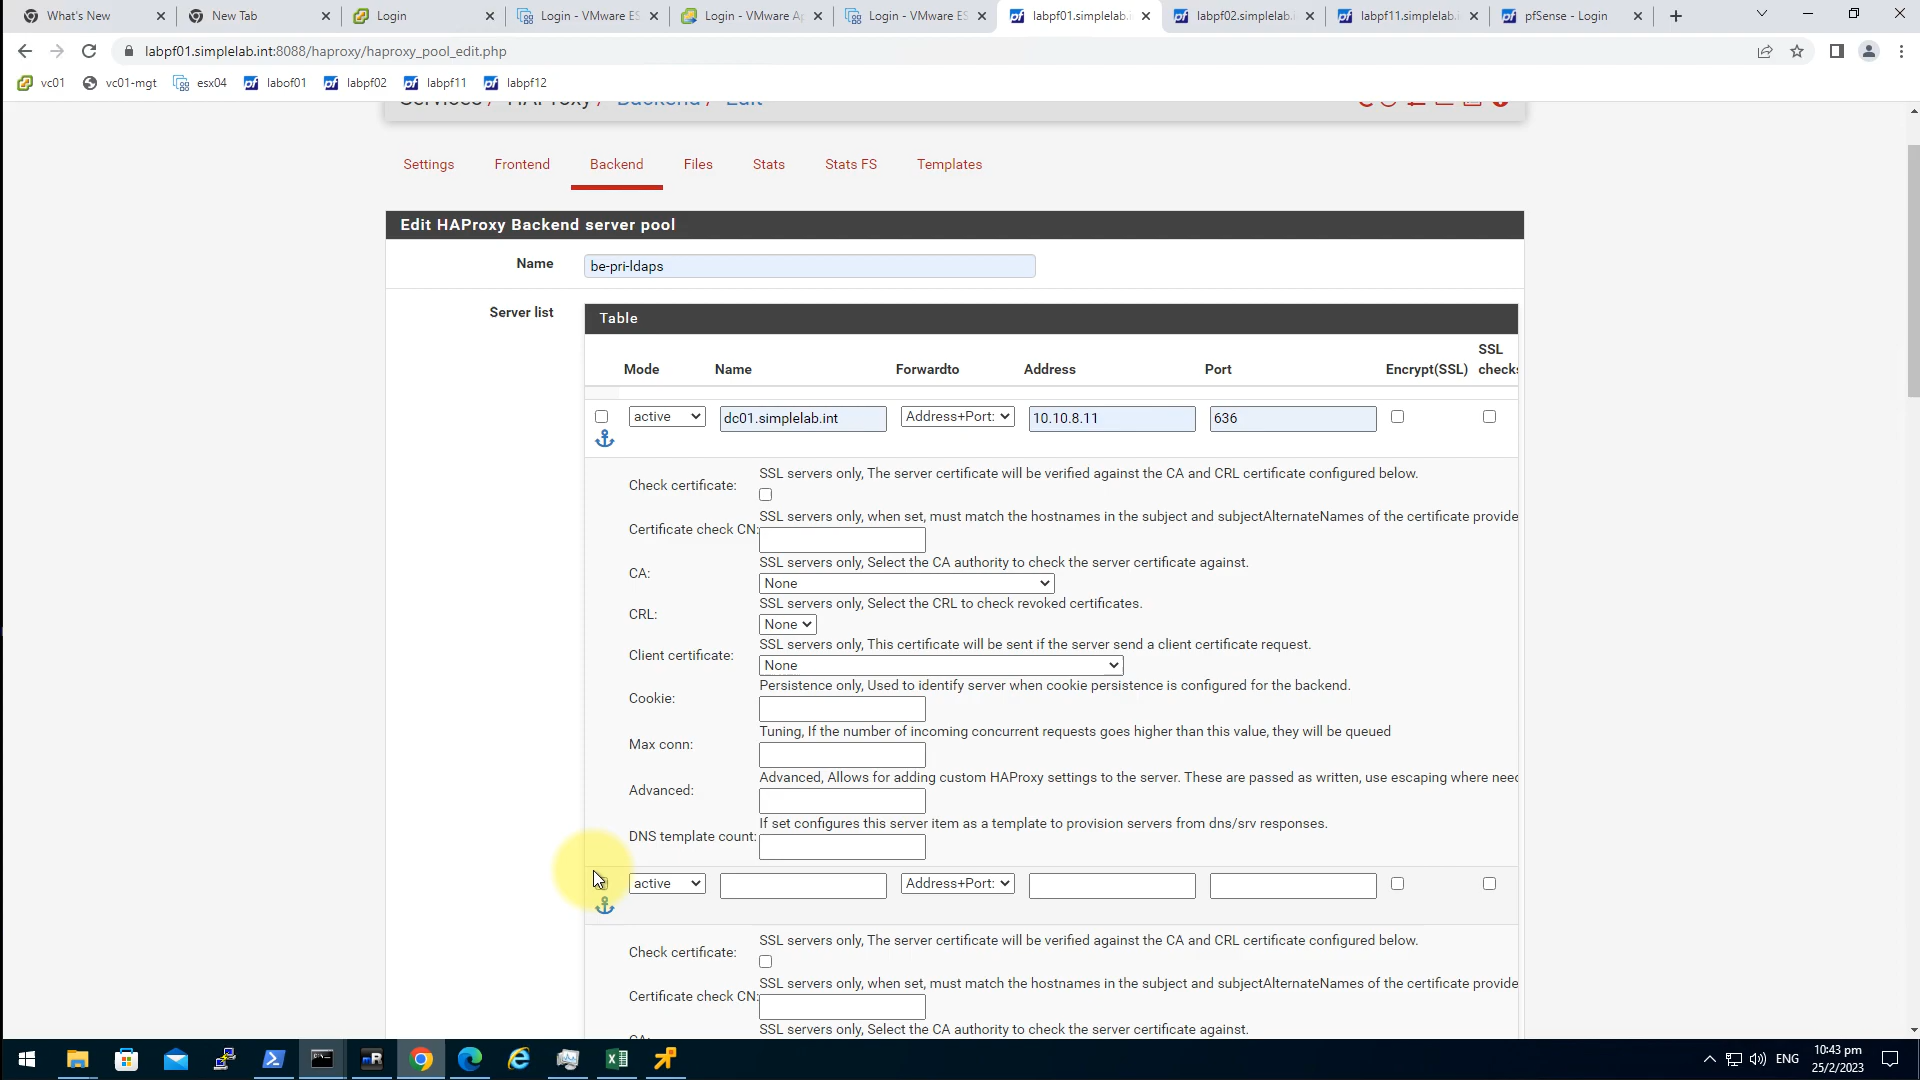 What's New
New Tab
Login
Login - VMware ES
Login - VMware Ap
Login - VMware ES
labpf01.simplelab.i
labpf02.simplelab.i
labpf11.simplelab.i
pfSense - Login
labpf01.simplelab.int:8088/haproxy/haproxy_pool_edit.php
vc01
vc01-mgt
esx04
labof01
labpf02
labpf11
labpf12
Services / HAProxy / Backend / Edit
Settings
Frontend
Backend
Files
Stats
Stats FS
Templates
Edit HAProxy Backend server pool
Name
be-pri-ldaps
Server list
Table
Mode
Name
Forwardto
Address
Port
Encrypt(SSL)
SSL
checks
active
dc01.simplelab.int
Address+Port:
10.10.8.11
636
SSL servers only, The server certificate will be verified against the CA and CRL certificate configured below.
Check certificate:
SSL servers only, when set, must match the hostnames in the subject and subjectAlternateNames of the certificate provide
Certificate check CN:
SSL servers only, Select the CA authority to check the server certificate against.
CA:
None
SSL servers only, Select the CRL to check revoked certificates.
CRL:
None
SSL servers only, This certificate will be sent if the server send a client certificate request.
Client certificate:
None
Persistence only, Used to identify server when cookie persistence is configured for the backend.
Cookie:
Tuning, If the number of incoming concurrent requests goes higher than this value, they will be queued
Max conn:
Advanced, Allows for adding custom HAProxy settings to the server. These are passed as written, use escaping where need
Advanced:
If set configures this server item as a template to provision servers from dns/srv responses.
DNS template count:
active
Address+Port:
SSL servers only, The server certificate will be verified against the CA and CRL certificate configured below.
Check certificate:
SSL servers only, when set, must match the hostnames in the subject and subjectAlternateNames of the certificate provide
Certificate check CN:
SSL servers only, Select the CA authority to check the server certificate against.
ENG
10:43 pm
25/2/2023